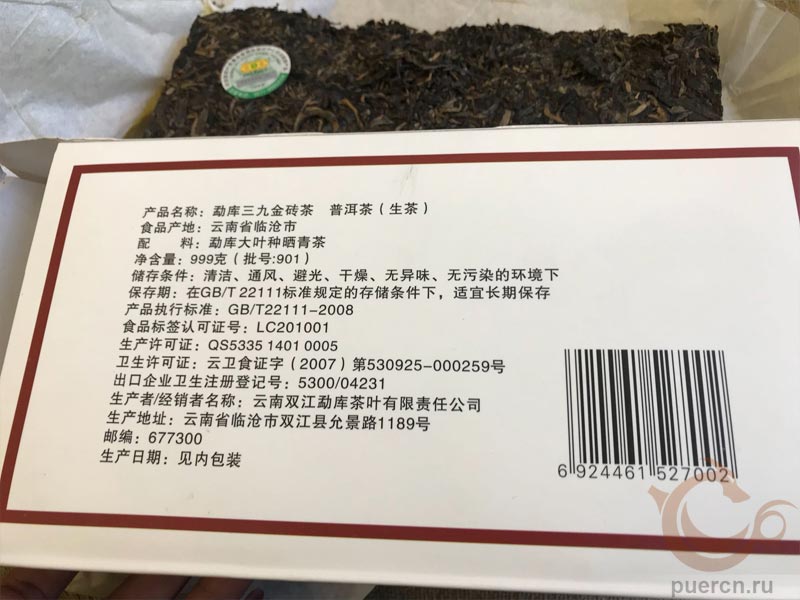 产品名称：勐库三九金砖茶 普洱茶（生茶）
食品产地：云南省临沧市
配 料：勐库大叶种晒青茶
净含量：999克（批号:901）
储存条件：清洁、通风、避光、干燥、无异味、无污染的环境下
保存期：在GB/T 22111标准规定的存储条件下，适宜长期保存
产品执行标准：GB/T22111-2008
食品标签认可证号：LC201001
生产许可证：QS5335 1401 0005
卫生许可证：云卫食证字（2007）第530925-000259号
出口企业卫生注册登记号：5300/04231
生产者/经销者名称：云南双江勐库茶叶有限责任公司
生产地址：云南省临沧市双江县允景路1189号
邮编：677300
生产日期：见内包装
6 924461 527002
puercn.ru